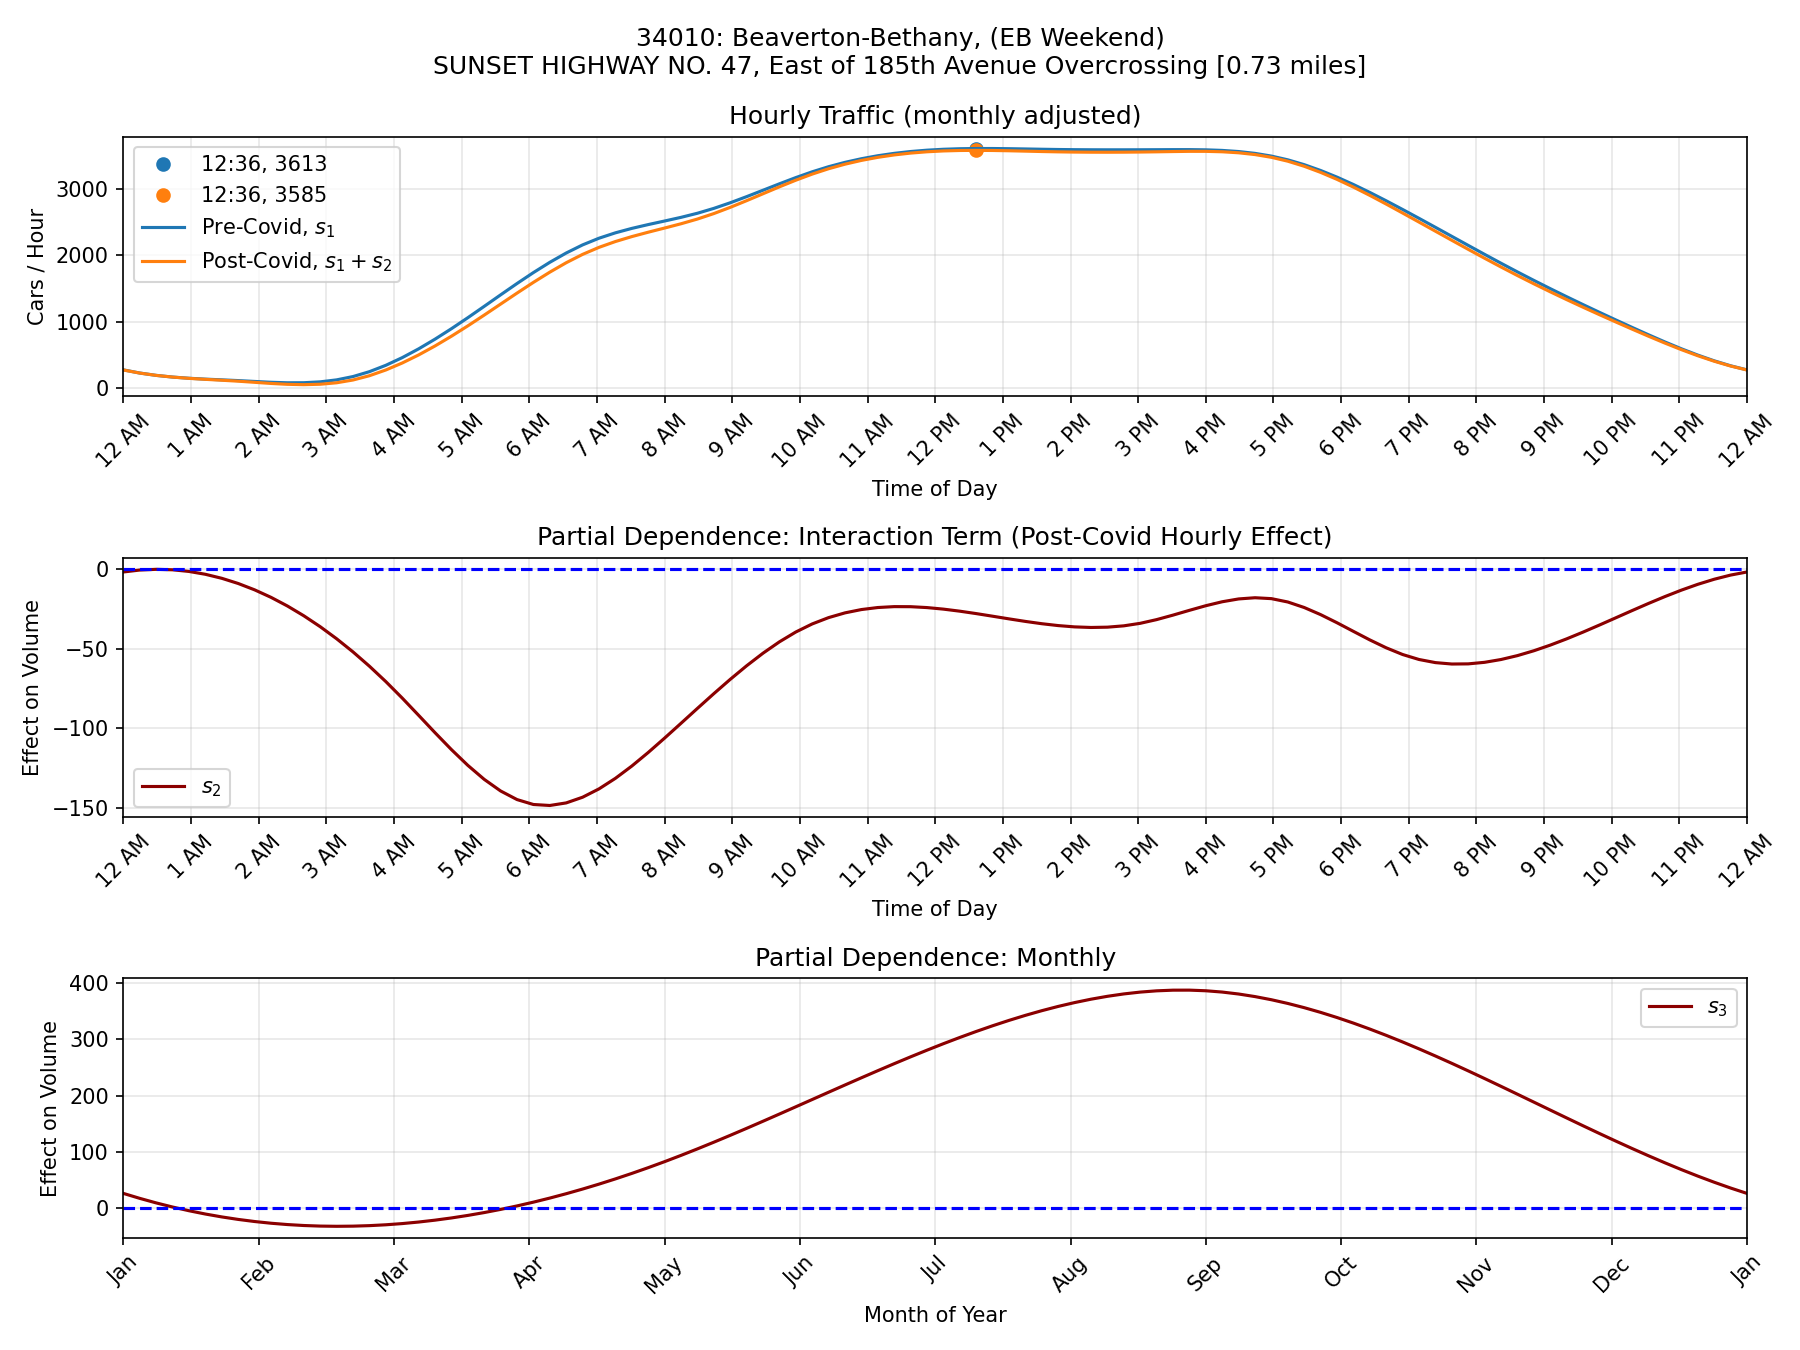 34010: Beaverton-Bethany, (EB Weekend)
SUNSET HIGHWAY NO. 47, East of 185th Avenue Overcrossing [0.73 miles]
Hourly Traffic (monthly adjusted)
12:36, 3613
12:36, 3585
Pre-Covid, s₁
Post-Covid, s₁ + s₂
Cars / Hour
3000
2000
1000
0
12 AM 1 AM 2 AM 3 AM 4 AM 5 AM 6 AM 7 AM 8 AM 9 AM 10 AM 11 AM 12 PM 1 PM 2 PM 3 PM 4 PM 5 PM 6 PM 7 PM 8 PM 9 PM 10 PM 11 PM 12 AM
Time of Day
Partial Dependence: Interaction Term (Post-Covid Hourly Effect)
Effect on Volume
0
−50
−100
−150
s₂
12 AM 1 AM 2 AM 3 AM 4 AM 5 AM 6 AM 7 AM 8 AM 9 AM 10 AM 11 AM 12 PM 1 PM 2 PM 3 PM 4 PM 5 PM 6 PM 7 PM 8 PM 9 PM 10 PM 11 PM 12 AM
Time of Day
Partial Dependence: Monthly
Effect on Volume
400
300
200
100
0
s₃
Jan Feb Mar Apr May Jun Jul Aug Sep Oct Nov Dec Jan
Month of Year